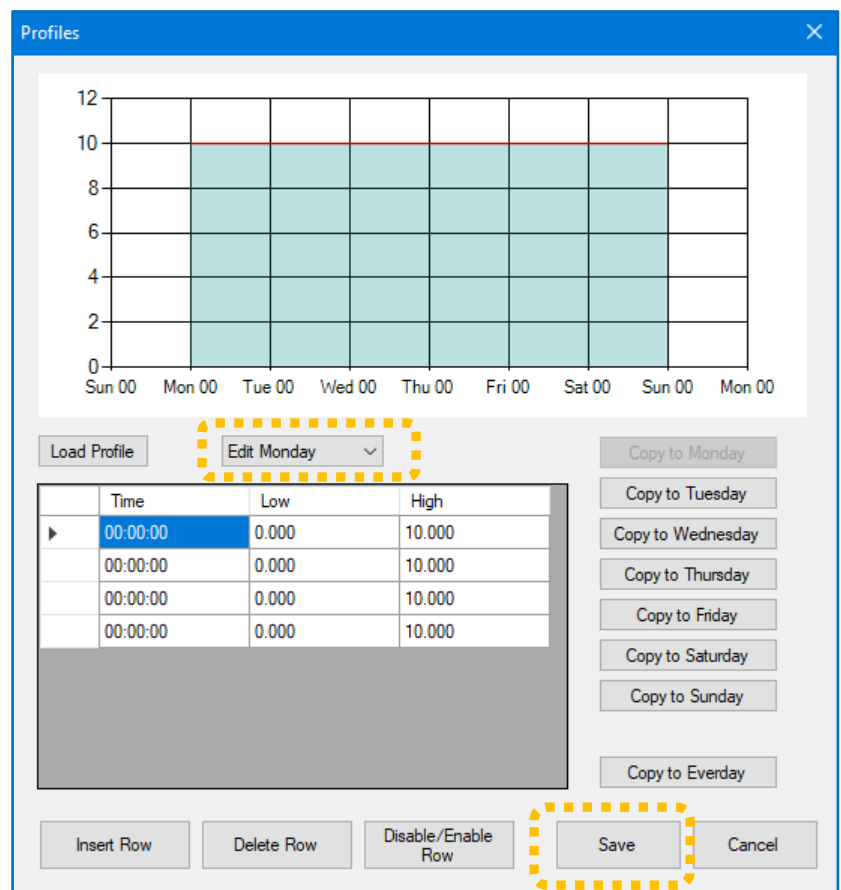 Profiles
12
10
8
6
4
2
0
Sun 00 Mon 00 Tue 00 Wed 00 Thu 00 Fri 00 Sat 00 Sun 00 Mon 00
Load Profile Edit Monday
Copy to Monday
Copy to Tuesday
Copy to Wednesday
Copy to Thursday
Copy to Friday
Copy to Saturday
Copy to Sunday
Copy to Everday
Time Low High
00:00:00 0.000 10.000
00:00:00 0.000 10.000
00:00:00 0.000 10.000
00:00:00 0.000 10.000
Insert Row Delete Row Disable/Enable
Row Save Cancel